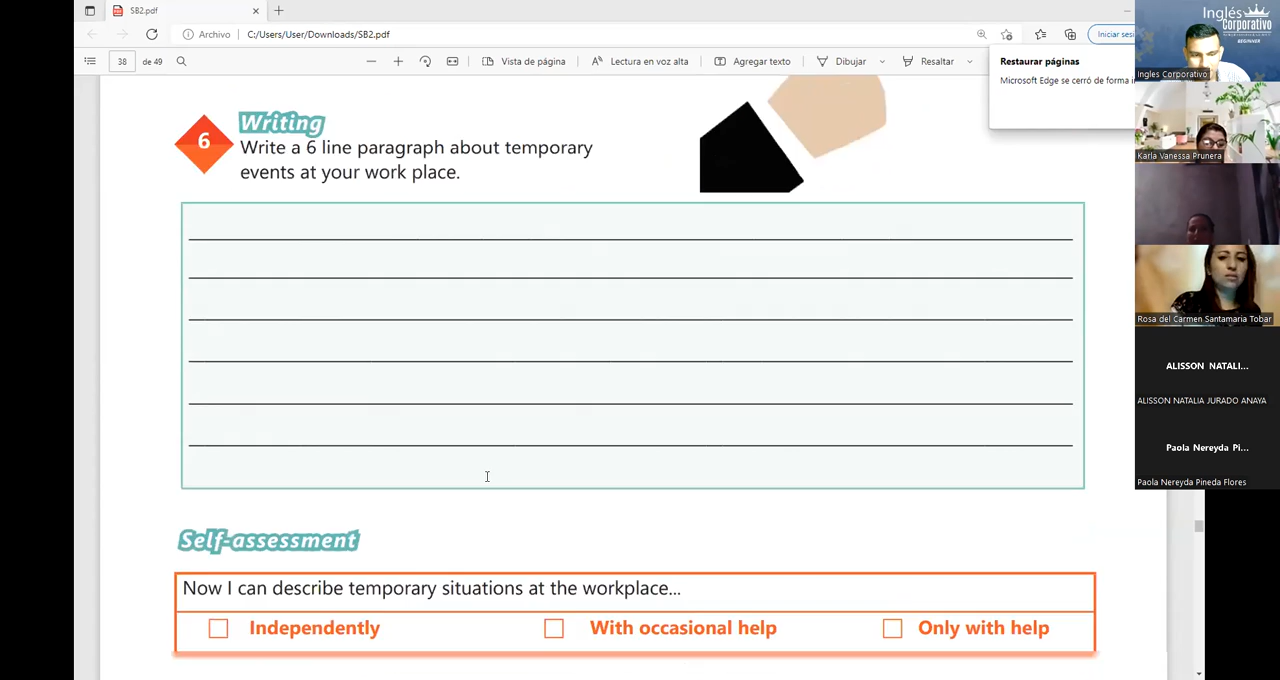 SB2.pdf
Archivo
C:/Users/User/Downloads/SB2.pdf
Iniciar sesi
38
de 49
Vista de página
Lectura en voz alta
Agregar texto
Dibujar
Resaltar
Restaurar páginas
Microsoft Edge se cerró de forma i
6
Writing
Write a 6 line paragraph about temporary
events at your work place.
Self-assessment
Now I can describe temporary situations at the workplace...
Independently
With occasional help
Only with help
Inglés
Corporativo
BEGINNER
Ingles Corporativo
Karla Vanessa Prunera
Rosa del Carmen Santamaria Tobar
ALISSON NATALI...
ALISSON NATALIA JURADO ANAYA
Paola Nereyda Pi...
Paola Nereyda Pineda Flores